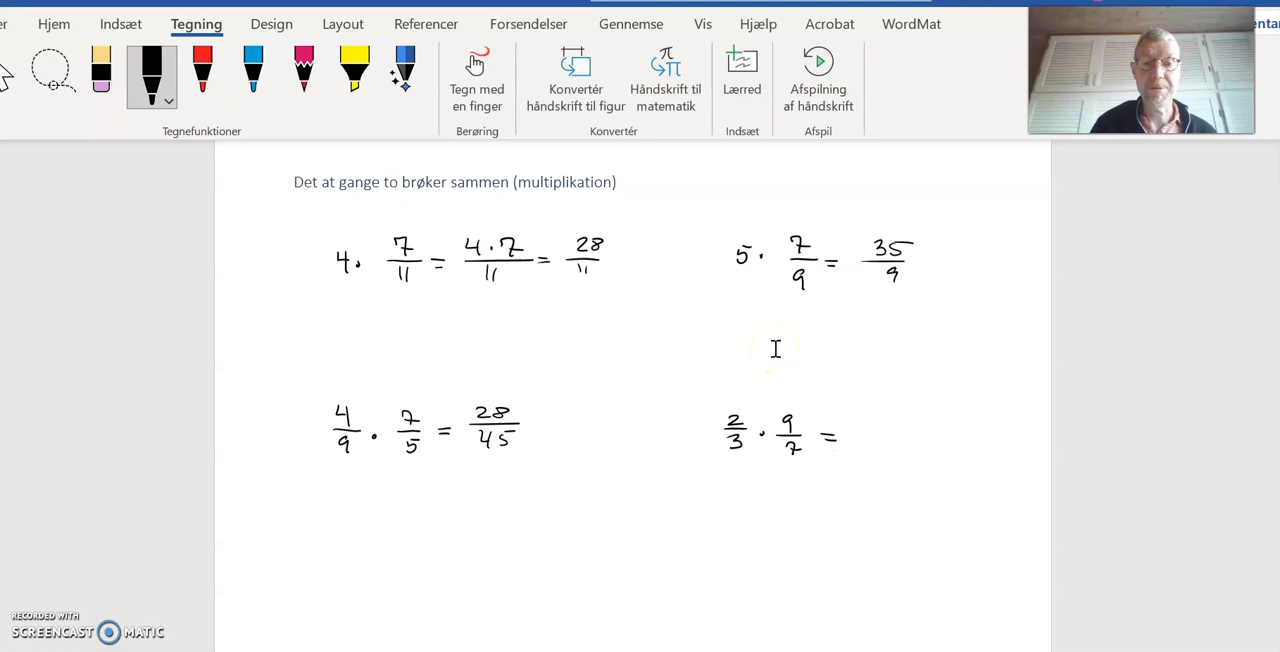 er Hjem Indsæt Tegning Design Layout Referencer Forsendelser Gennemse Vis Hjælp Acrobat WordMat entar
Tegn med en finger
Konvertér håndskrift til figur
Håndskrift til matematik
Lærred
Afspilning af håndskrift
Tegnefunktioner Berøring Konvertér Indsæt Afspil
Det at gange to brøker sammen (multiplikation)
4 · 7/11 = 4·7/11 = 28/11
5 · 7/9 = 35/9
4/9 · 7/5 = 28/45
2/3 · 9/7 =
RECORDED WITH
SCREENCAST MATIC